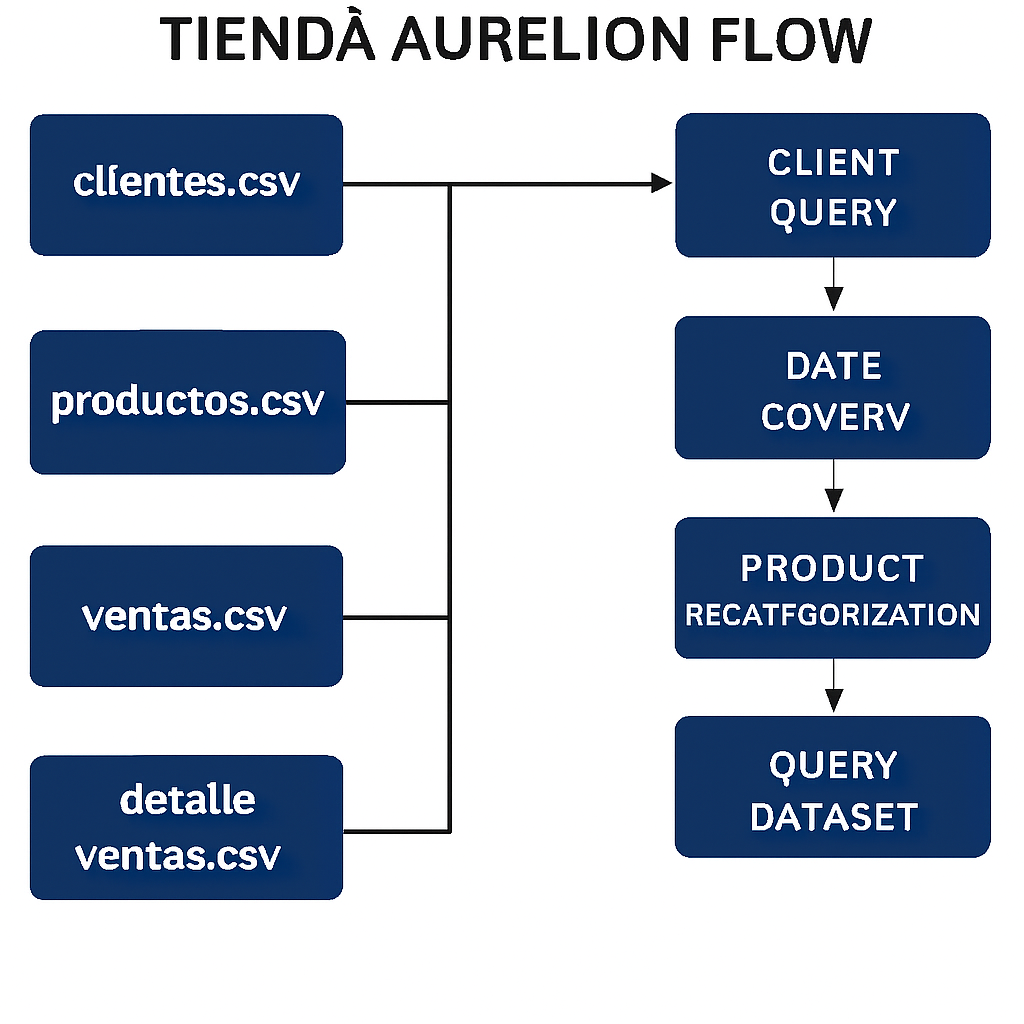 TIENDÀ AURELION FLOW
clíentes.csv
productos.csv
ventas.csv
detalle
ventas.csv
CLIENT
QUERY
DATE
COVERV
PRODUCT
RECATFGORIZATION
QUERY
DATASET